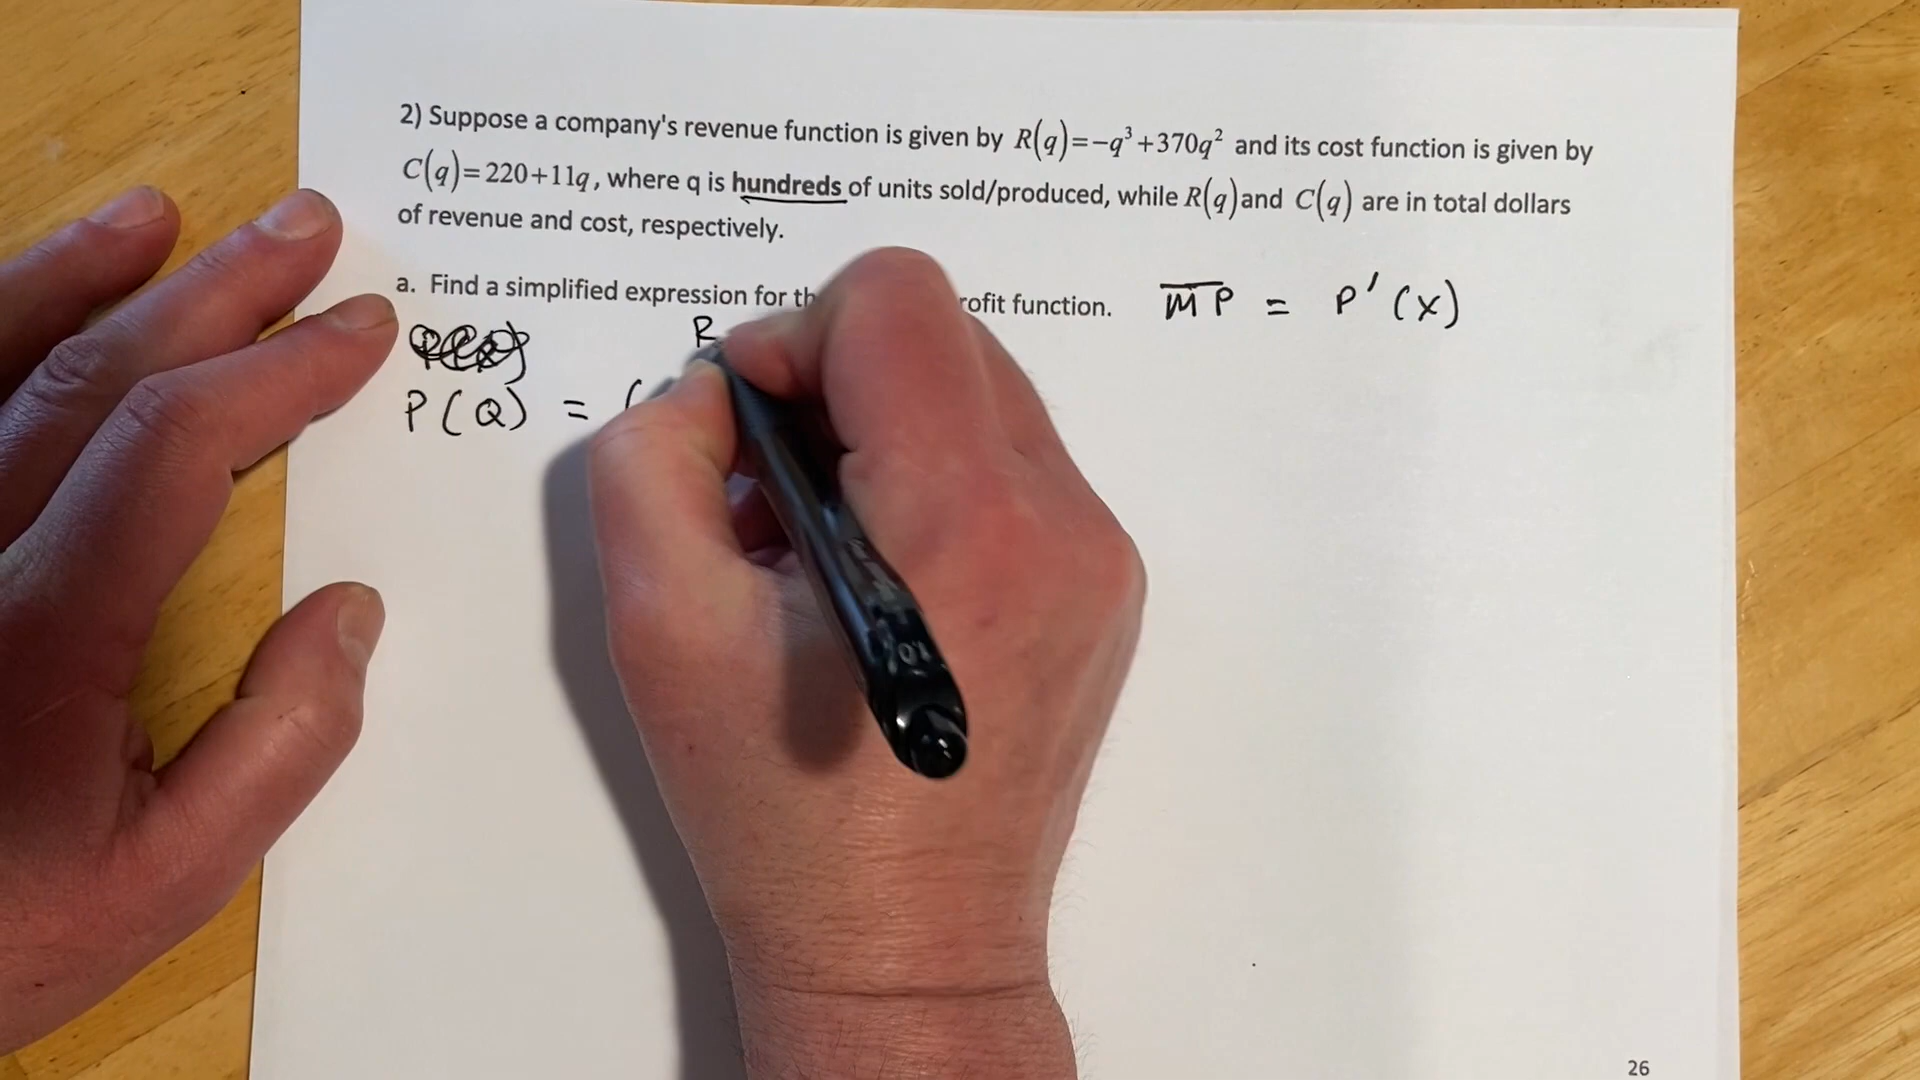 2) Suppose a company's revenue function is given by R(q)=−q³+370q² and its cost function is given by
C(q)=220+11q, where q is hundreds of units sold/produced, while R(q)and C(q) are in total dollars
of revenue and cost, respectively.
a. Find a simplified expression for function. MP = P'(x)
R
P(Q) = (
26